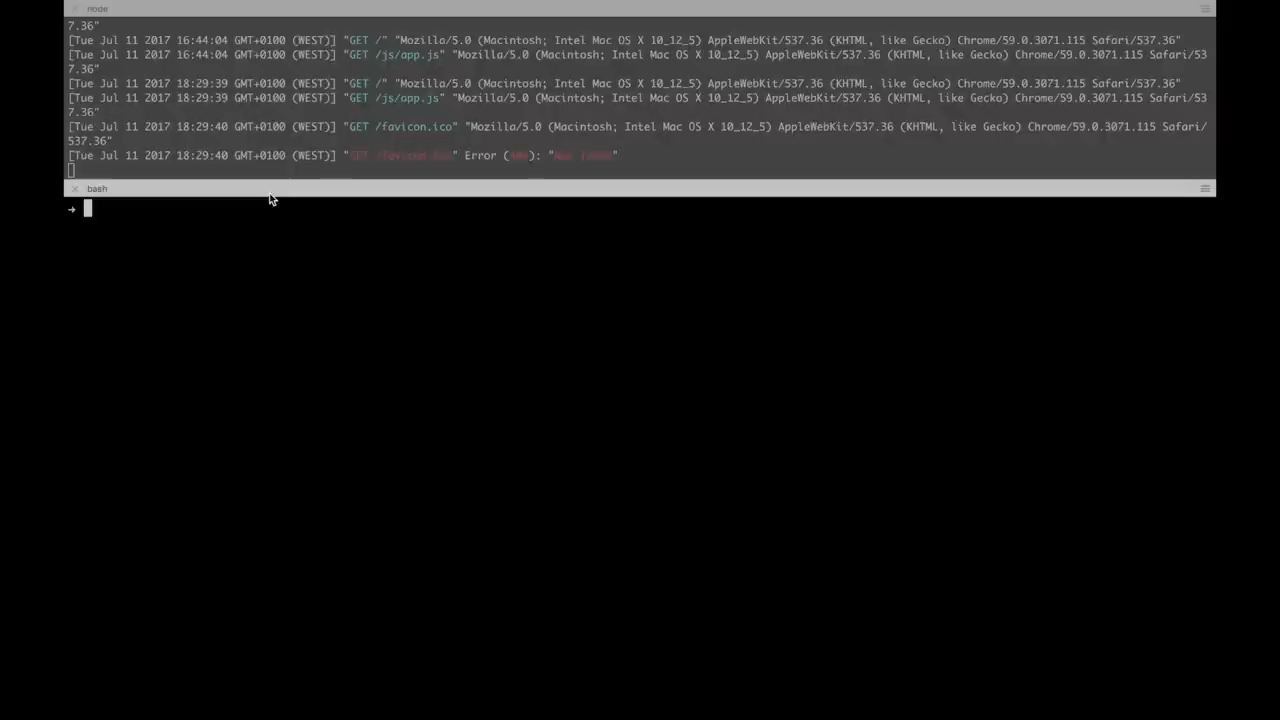 node
7.36"
[Tue Jul 11 2017 16:44:04 GMT+0100 (WEST)] "GET /" "Mozilla/5.0 (Macintosh; Intel Mac OS X 10_12_5) AppleWebKit/537.36 (KHTML, like Gecko) Chrome/59.0.3071.115 Safari/537.36"
[Tue Jul 11 2017 16:44:04 GMT+0100 (WEST)] "GET /js/app.js" "Mozilla/5.0 (Macintosh; Intel Mac OS X 10_12_5) AppleWebKit/537.36 (KHTML, like Gecko) Chrome/59.0.3071.115 Safari/53
7.36"
[Tue Jul 11 2017 18:29:39 GMT+0100 (WEST)] "GET /" "Mozilla/5.0 (Macintosh; Intel Mac OS X 10_12_5) AppleWebKit/537.36 (KHTML, like Gecko) Chrome/59.0.3071.115 Safari/537.36"
[Tue Jul 11 2017 18:29:39 GMT+0100 (WEST)] "GET /js/app.js" "Mozilla/5.0 (Macintosh; Intel Mac OS X 10_12_5) AppleWebKit/537.36 (KHTML, like Gecko) Chrome/59.0.3071.115 Safari/53
7.36"
[Tue Jul 11 2017 18:29:40 GMT+0100 (WEST)] "GET /favicon.ico" "Mozilla/5.0 (Macintosh; Intel Mac OS X 10_12_5) AppleWebKit/537.36 (KHTML, like Gecko) Chrome/59.0.3071.115 Safari/
537.36"
[Tue Jul 11 2017 18:29:40 GMT+0100 (WEST)] "GET /favicon.ico" Error (): ""
bash
→